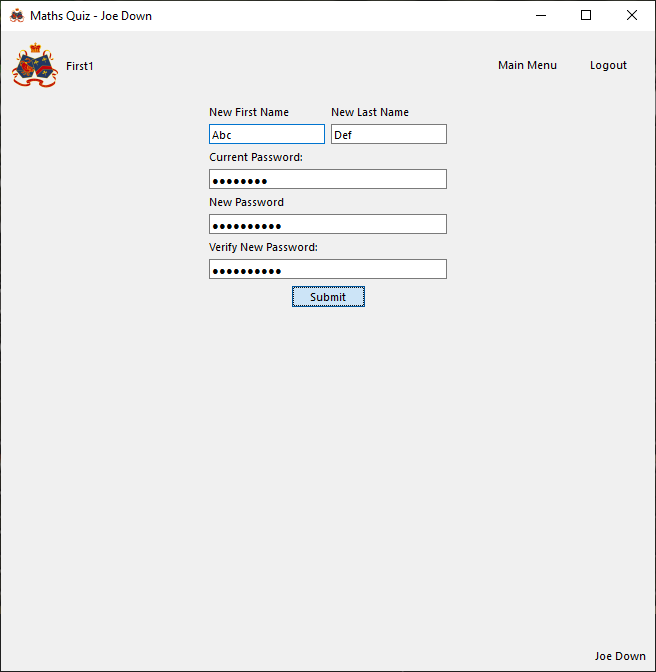 Maths Quiz - Joe Down
First1
Main Menu Logout
New First Name New Last Name
Abc Def
Current Password:
●●●●●●●●
New Password
●●●●●●●●●●
Verify New Password:
●●●●●●●●●●
Submit
Joe Down